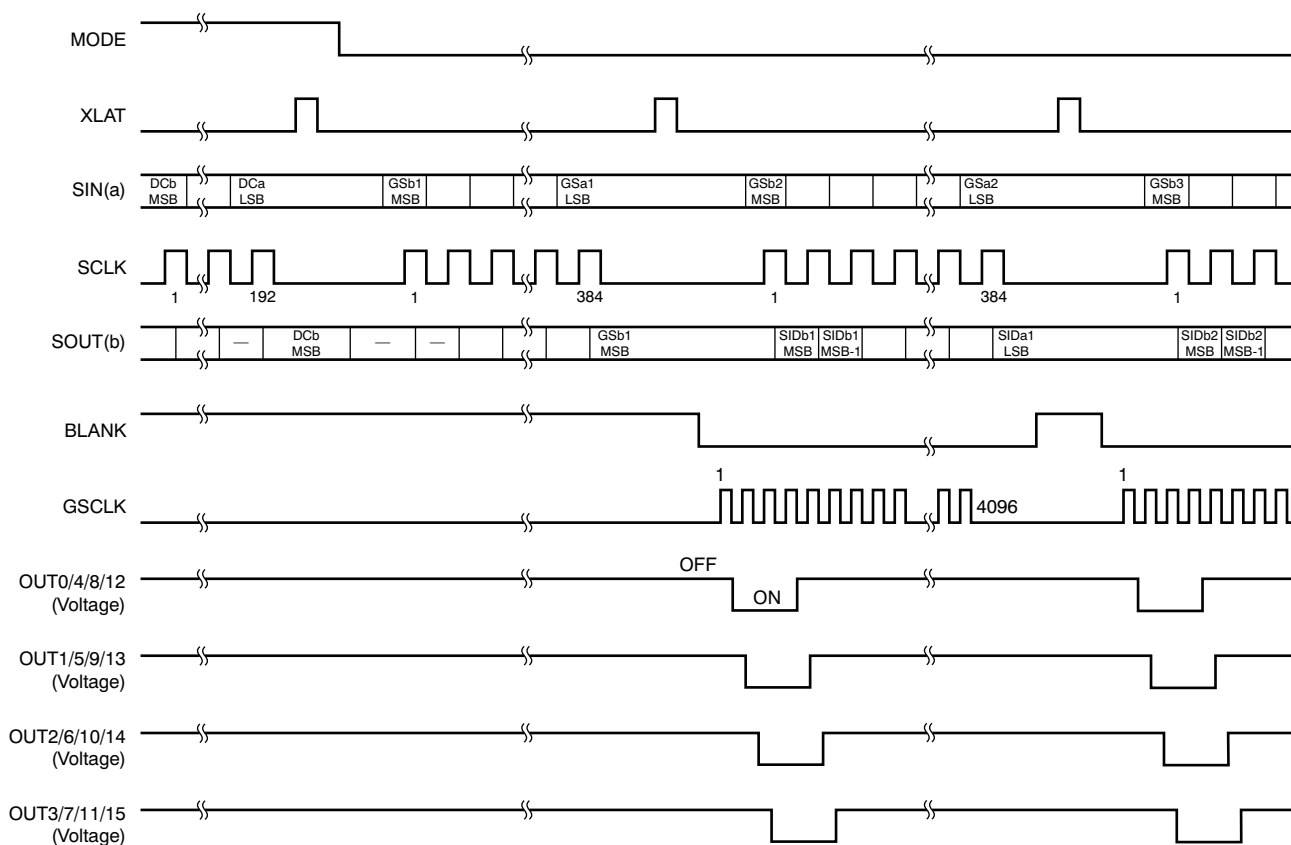 MODE
XLAT
SIN(a)
DCb
MSB
DCa
LSB
GSb1
MSB
GSa1
LSB
GSb2
MSB
GSa2
LSB
GSb3
MSB
SCLK
1
192
1
384
1
384
1
SOUT(b)
—
DCb
MSB
—
—
GSb1
MSB
SIDb1
MSB
SIDb1
MSB-1
SIDa1
LSB
SIDb2
MSB
SIDb2
MSB-1
BLANK
GSCLK
1
4096
1
OUT0/4/8/12
(Voltage)
OFF
ON
OUT1/5/9/13
(Voltage)
OUT2/6/10/14
(Voltage)
OUT3/7/11/15
(Voltage)